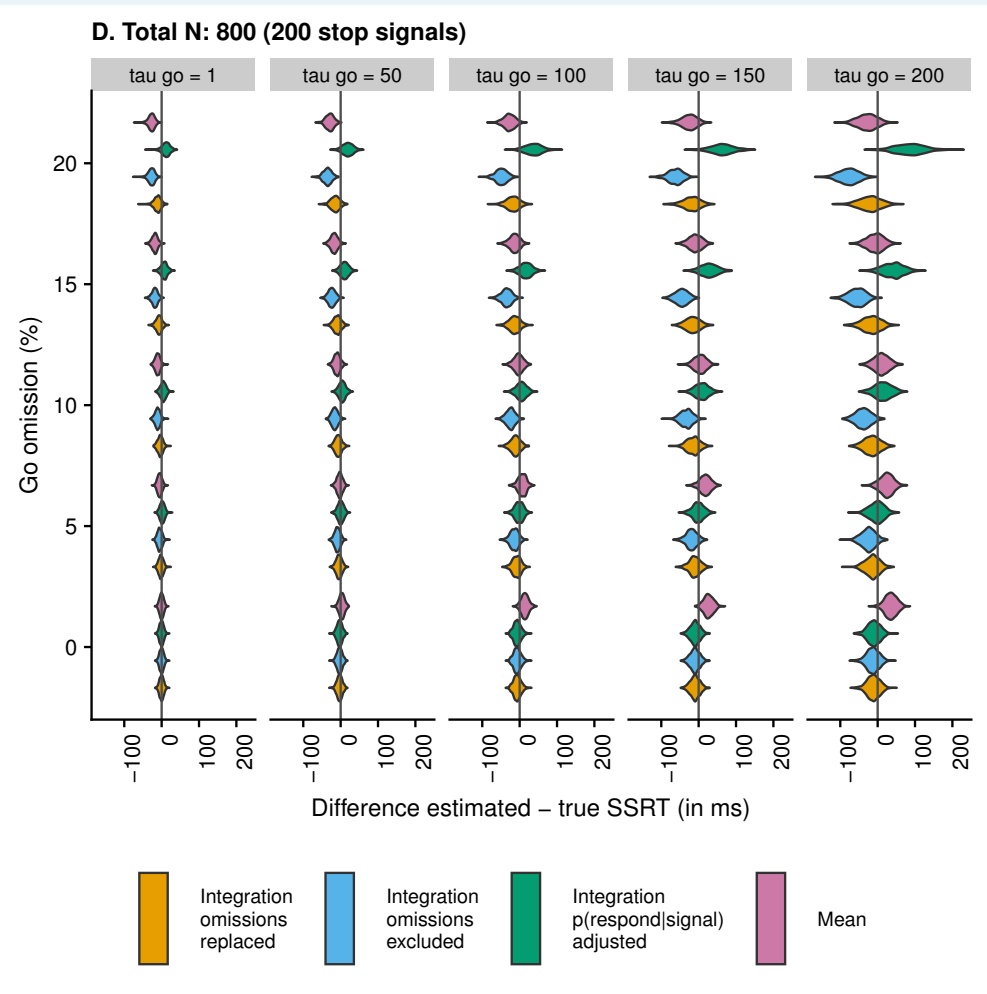 D. Total N: 800 (200 stop signals)
tau go = 1
tau go = 50
tau go = 100
tau go = 150
tau go = 200
Go omission (%)
20
15
10
5
0
−100 0 100 200
−100 0 100 200
−100 0 100 200
−100 0 100 200
−100 0 100 200
Difference estimated − true SSRT (in ms)
Integration
omissions
replaced
Integration
omissions
excluded
Integration
p(respond|signal)
adjusted
Mean